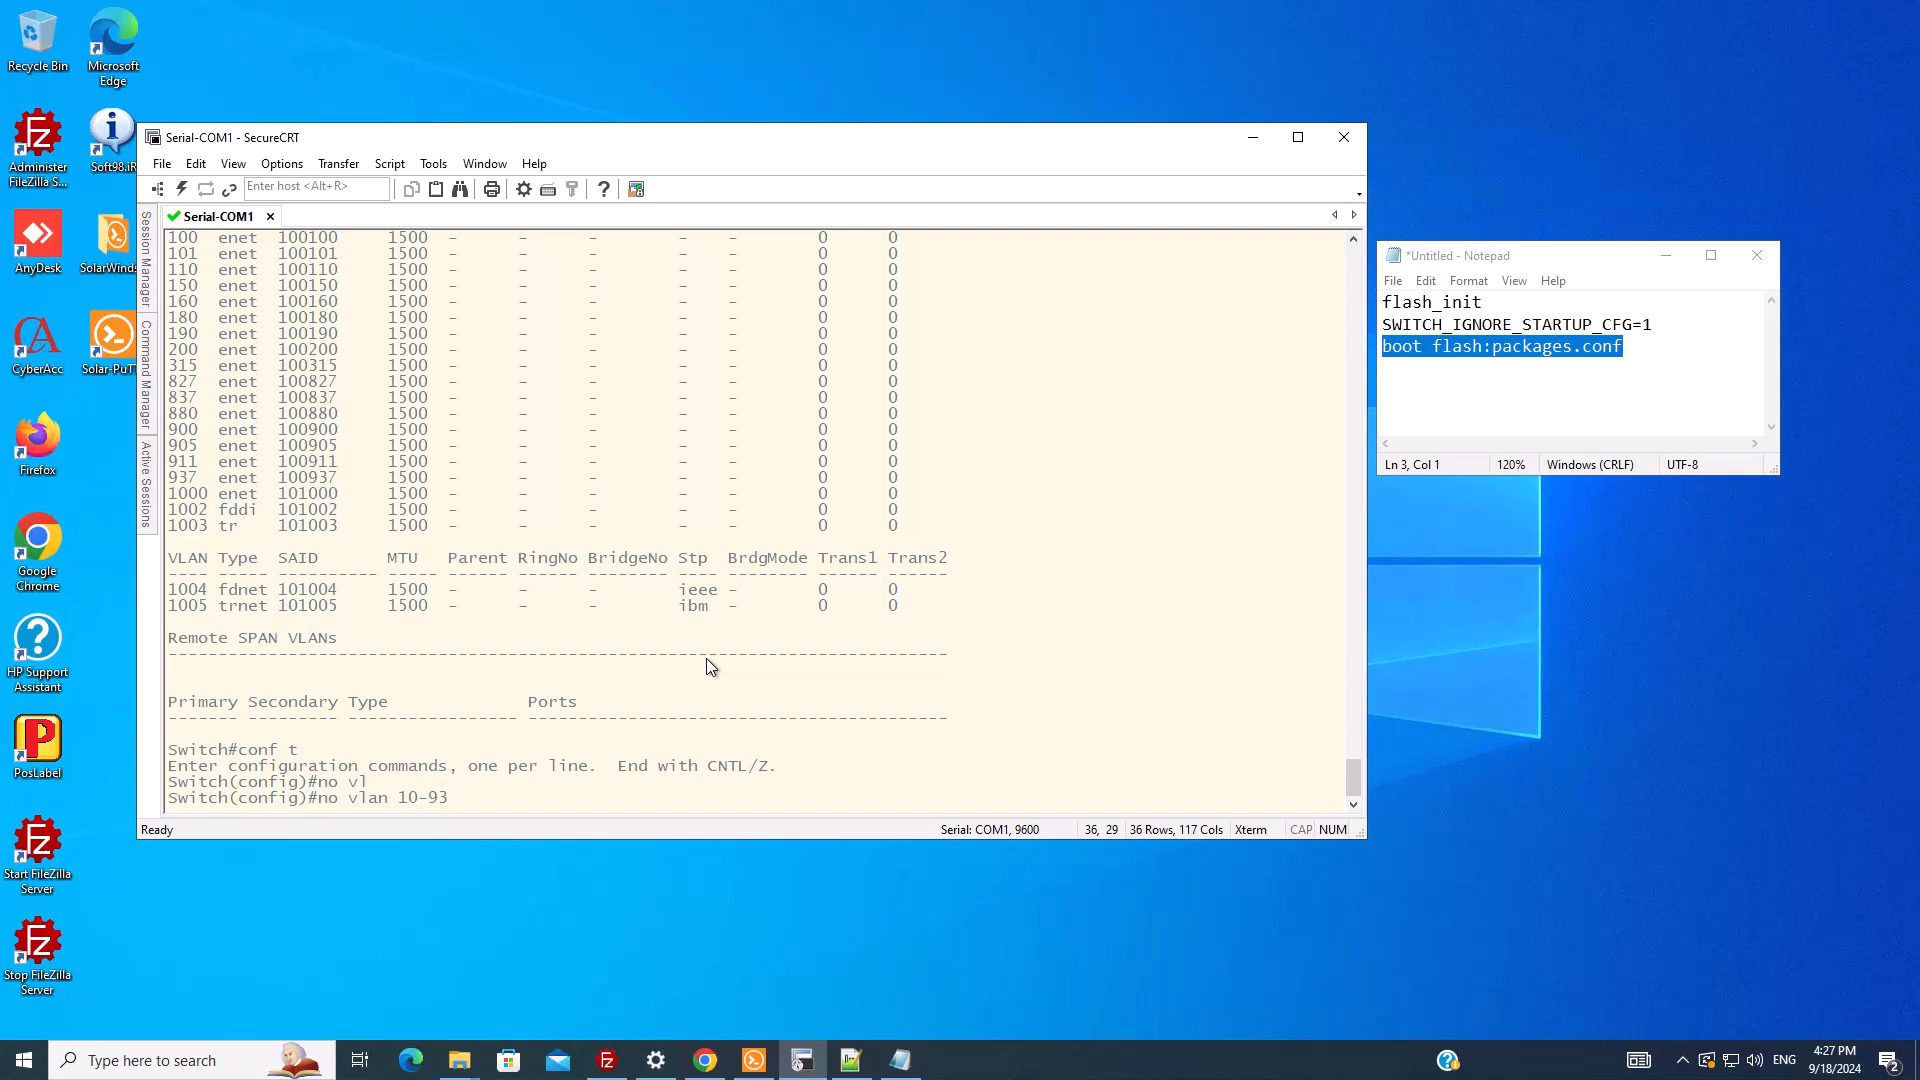 Recycle Bin
Microsoft Edge
Administer FileZilla S...
Soft98.iR
AnyDesk
SolarWinds
CyberAcc
Solar-PuTT
Firefox
Google Chrome
HP Support Assistant
PosLabel
Start FileZilla Server
Stop FileZilla Server
Serial-COM1 - SecureCRT
File Edit View Options Transfer Script Tools Window Help
Enter host <Alt+R>
Serial-COM1
Session Manager
Command Manager
Active Sessions
100 enet 100100 1500 - - - - - 0 0
101 enet 100101 1500 - - - - - 0 0
110 enet 100110 1500 - - - - - 0 0
150 enet 100150 1500 - - - - - 0 0
160 enet 100160 1500 - - - - - 0 0
180 enet 100180 1500 - - - - - 0 0
190 enet 100190 1500 - - - - - 0 0
200 enet 100200 1500 - - - - - 0 0
315 enet 100315 1500 - - - - - 0 0
827 enet 100827 1500 - - - - - 0 0
837 enet 100837 1500 - - - - - 0 0
880 enet 100880 1500 - - - - - 0 0
900 enet 100900 1500 - - - - - 0 0
905 enet 100905 1500 - - - - - 0 0
911 enet 100911 1500 - - - - - 0 0
937 enet 100937 1500 - - - - - 0 0
1000 enet 101000 1500 - - - - - 0 0
1002 fddi 101002 1500 - - - - - 0 0
1003 tr 101003 1500 - - - - - 0 0
VLAN Type SAID MTU Parent RingNo BridgeNo Stp BrdgMode Trans1 Trans2
---- ----- ---------- ----- ------ ------ -------- ---- -------- ------ ------
1004 fdnet 101004 1500 - - - ieee - 0 0
1005 trnet 101005 1500 - - - ibm - 0 0
Remote SPAN VLANs
------------------------------------------------------------------------------
Primary Secondary Type Ports
------- --------- ----------------- ------------------------------------------
Switch#conf t
Enter configuration commands, one per line. End with CNTL/Z.
Switch(config)#no vl
Switch(config)#no vlan 10-93
Ready
Serial: COM1, 9600
36, 29
36 Rows, 117 Cols
Xterm
CAP NUM
*Untitled - Notepad
File Edit Format View Help
flash_init
SWITCH_IGNORE_STARTUP_CFG=1
boot flash:packages.conf
Ln 3, Col 1
120%
Windows (CRLF)
UTF-8
Type here to search
ENG
4:27 PM
9/18/2024
2